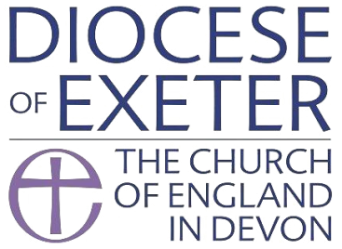 DIOCESE
OF EXETER
THE CHURCH
OF ENGLAND
IN DEVON